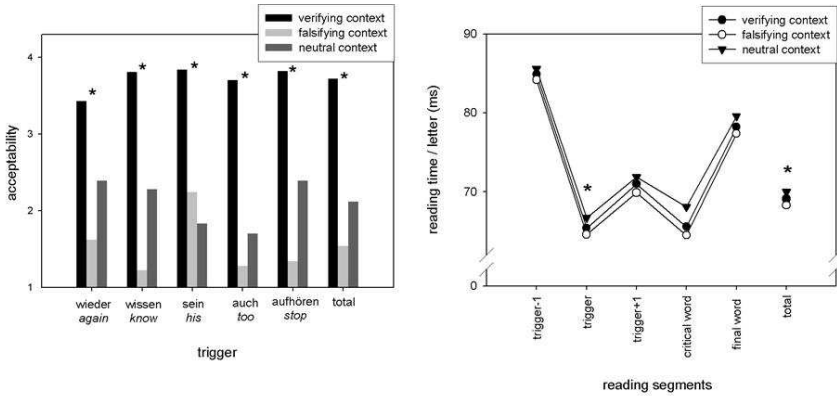 verifying context
falsifying context
neutral context
acceptability
4
3
2
1
wieder wissen sein auch aufhören total
again know his too stop
trigger
verifying context
falsifying context
neutral context
reading time / letter (ms)
90
80
70
0
*
*
*
*
*
*
*
*
trigger-1
trigger
trigger+1
critical word
final word
total
reading segments